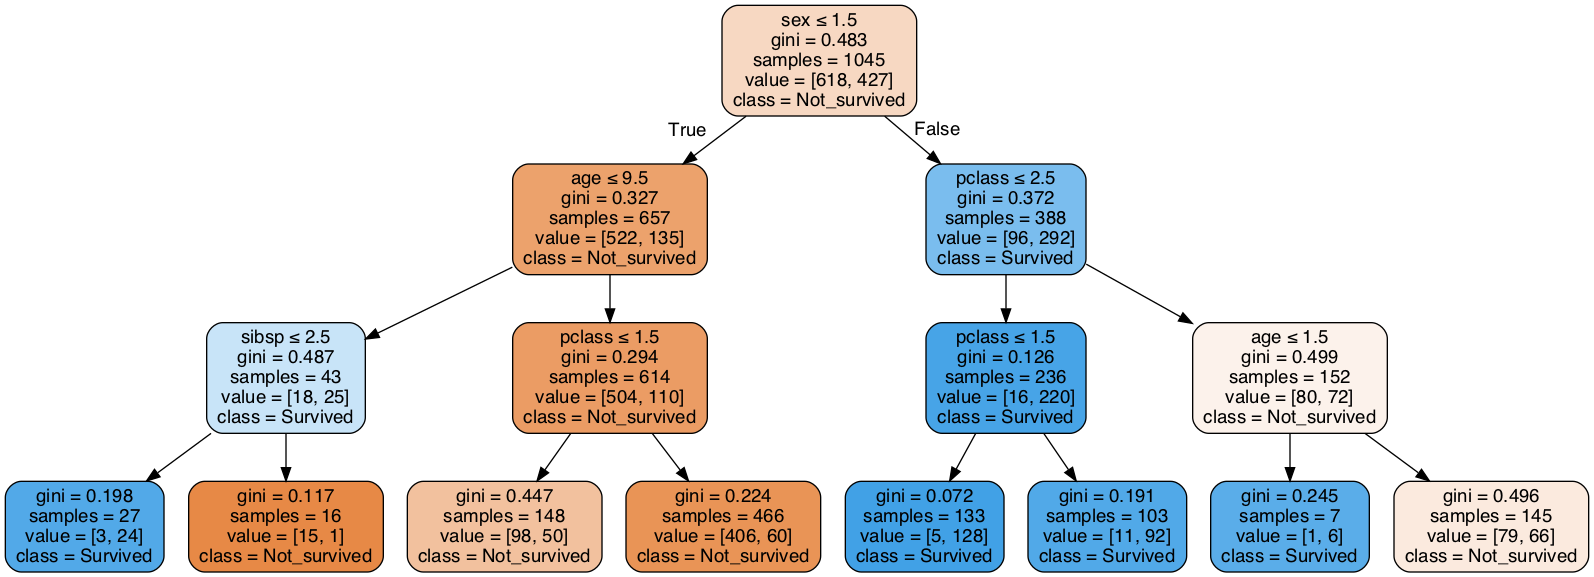 sex ≤ 1.5
gini = 0.483
samples = 1045
value = [618, 427]
class = Not_survived
True
False
age ≤ 9.5
gini = 0.327
samples = 657
value = [522, 135]
class = Not_survived
pclass ≤ 2.5
gini = 0.372
samples = 388
value = [96, 292]
class = Survived
sibsp ≤ 2.5
gini = 0.487
samples = 43
value = [18, 25]
class = Survived
pclass ≤ 1.5
gini = 0.294
samples = 614
value = [504, 110]
class = Not_survived
pclass ≤ 1.5
gini = 0.126
samples = 236
value = [16, 220]
class = Survived
age ≤ 1.5
gini = 0.499
samples = 152
value = [80, 72]
class = Not_survived
gini = 0.198
samples = 27
value = [3, 24]
class = Survived
gini = 0.117
samples = 16
value = [15, 1]
class = Not_survived
gini = 0.447
samples = 148
value = [98, 50]
class = Not_survived
gini = 0.224
samples = 466
value = [406, 60]
class = Not_survived
gini = 0.072
samples = 133
value = [5, 128]
class = Survived
gini = 0.191
samples = 103
value = [11, 92]
class = Survived
gini = 0.245
samples = 7
value = [1, 6]
class = Survived
gini = 0.496
samples = 145
value = [79, 66]
class = Not_survived